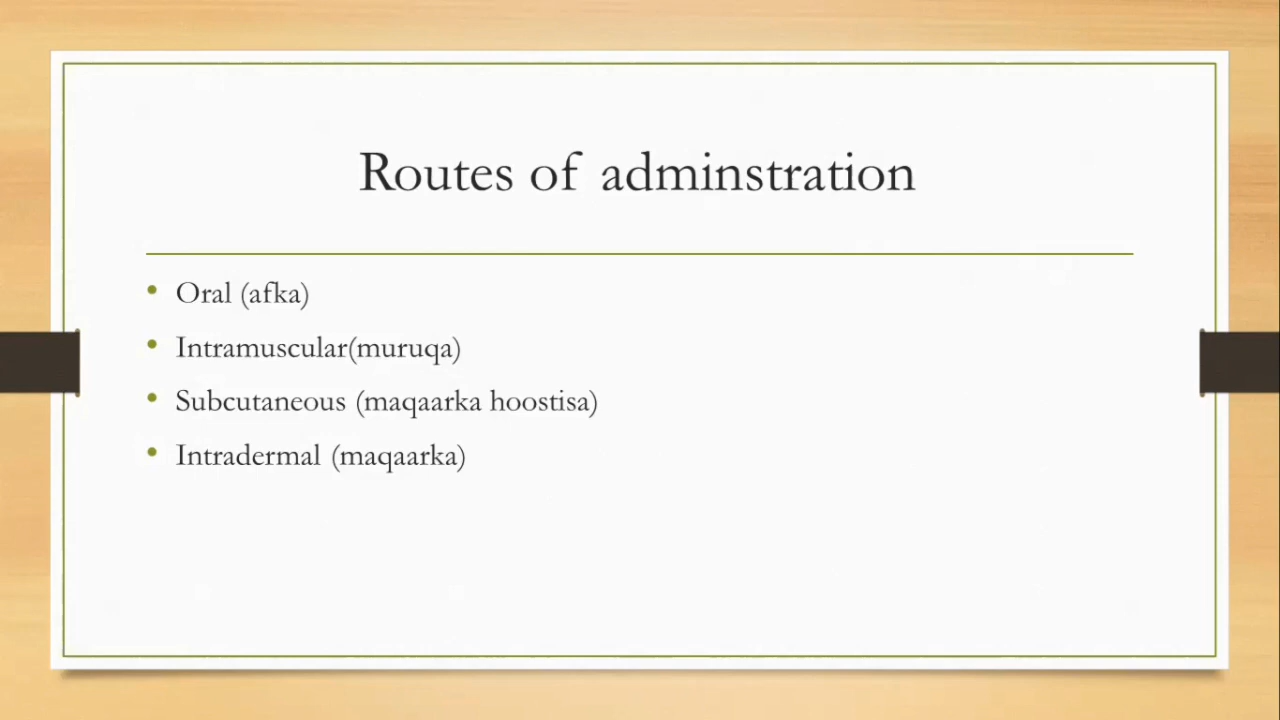 Routes of adminstration
• Oral (afka)
• Intramuscular(muruqa)
• Subcutaneous (maqaarka hoostisa)
• Intradermal (maqaarka)